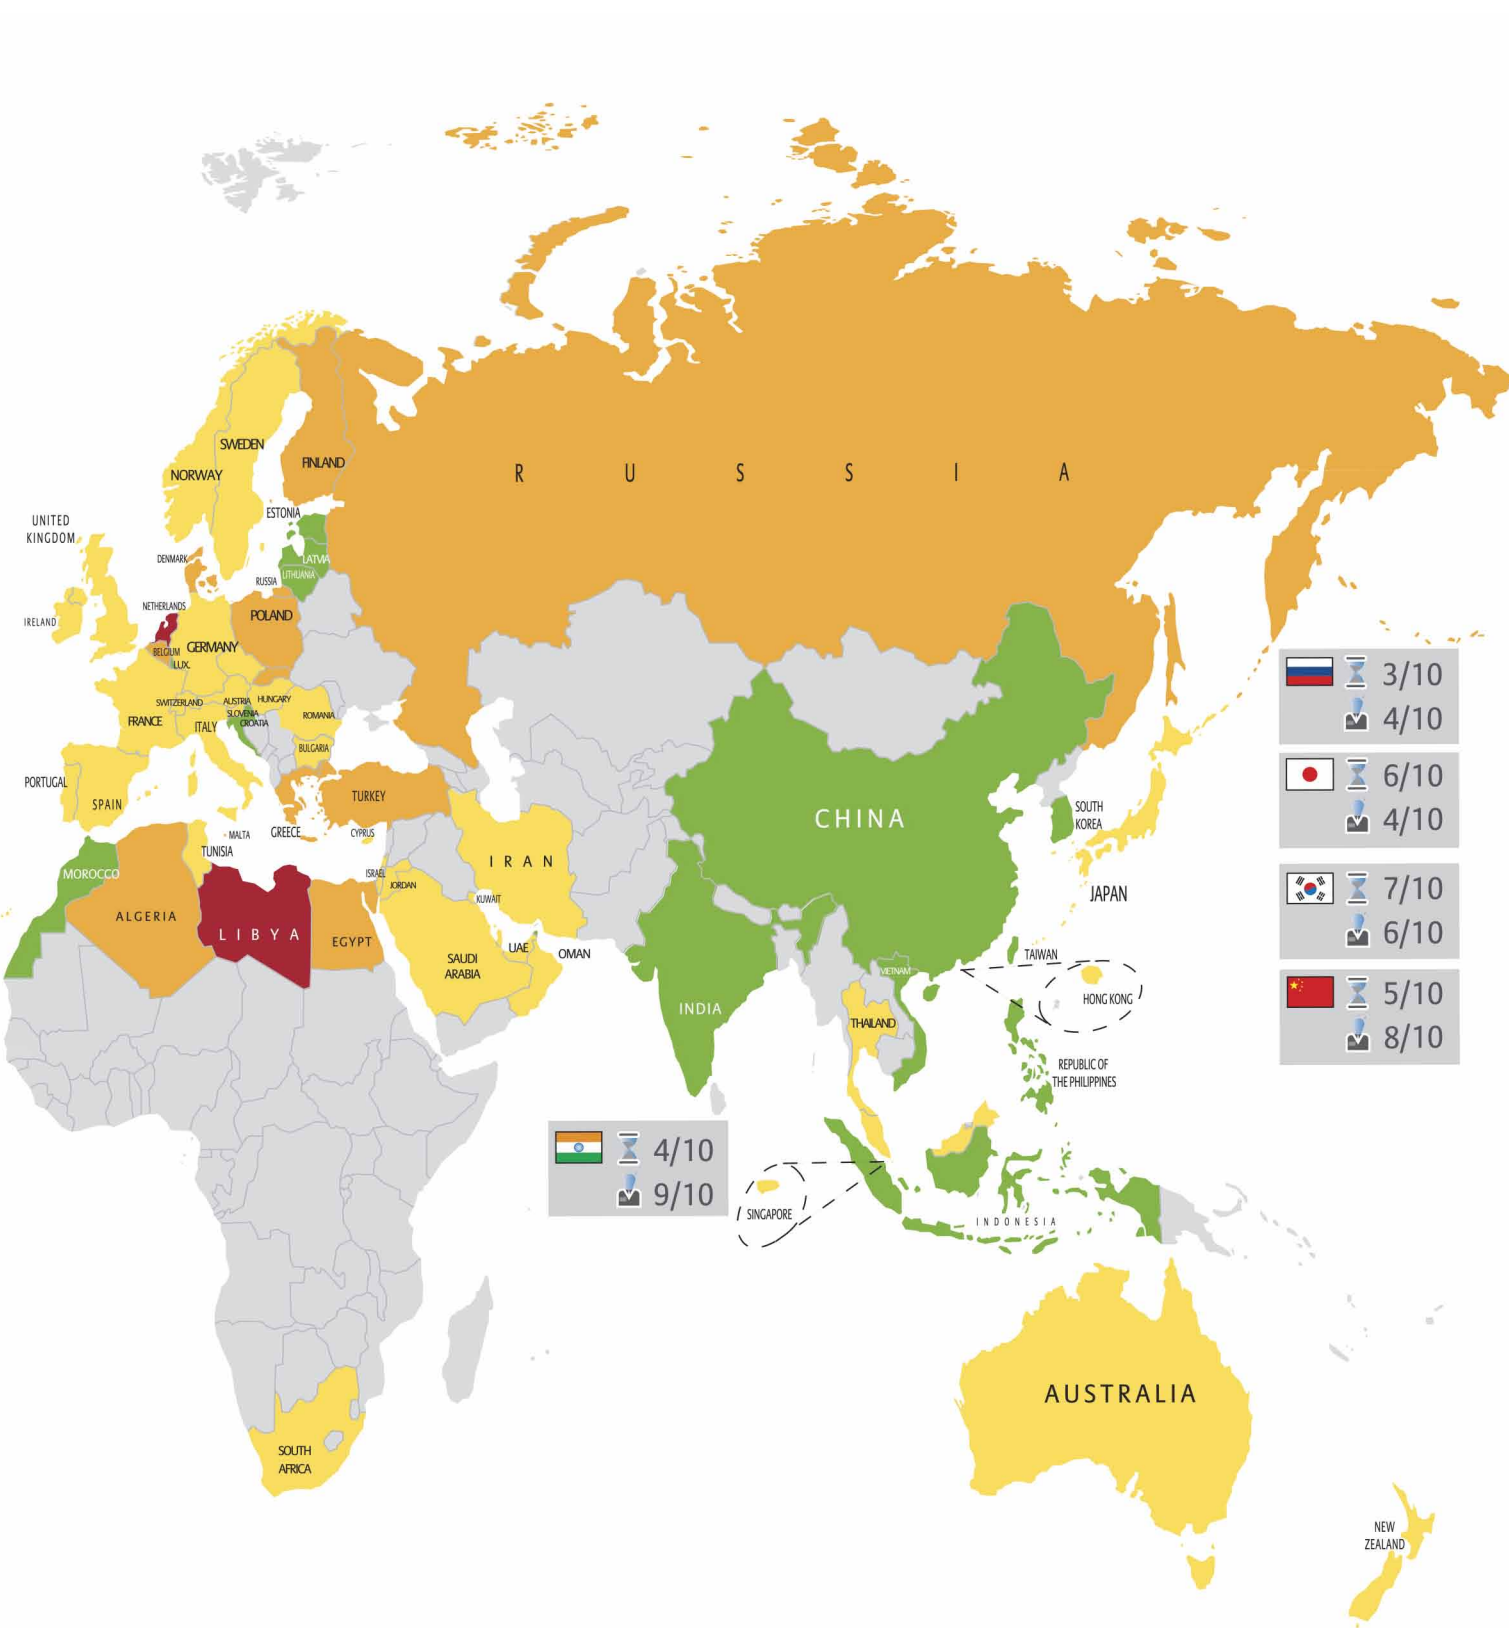 R U S S I A
SWEDEN
FINLAND
NORWAY
ESTONIA
UNITED
KINGDOM
DENMARK
LATVIA
LITHUANIA
RUSSIA
NETHERLANDS
POLAND
IRELAND
BELGIUM
GERMANY
LUX.
SWITZERLAND
AUSTRIA
HUNGARY
SLOVENIA
CROATIA
ROMANIA
FRANCE
ITALY
BULGARIA
PORTUGAL
SPAIN
TURKEY
MALTA
GREECE
CYPRUS
TUNISIA
MOROCCO
ISRAEL
JORDAN
IRAN
KUWAIT
ALGERIA
LIBYA
EGYPT
SAUDI
ARABIA
UAE
OMAN
CHINA
SOUTH
KOREA
JAPAN
TAIWAN
HONG KONG
VIETNAM
INDIA
THAILAND
REPUBLIC OF
THE PHILIPPINES
3/10
4/10
6/10
4/10
7/10
6/10
5/10
8/10
4/10
9/10
SINGAPORE
INDONESIA
AUSTRALIA
SOUTH
AFRICA
NEW
ZEALAND